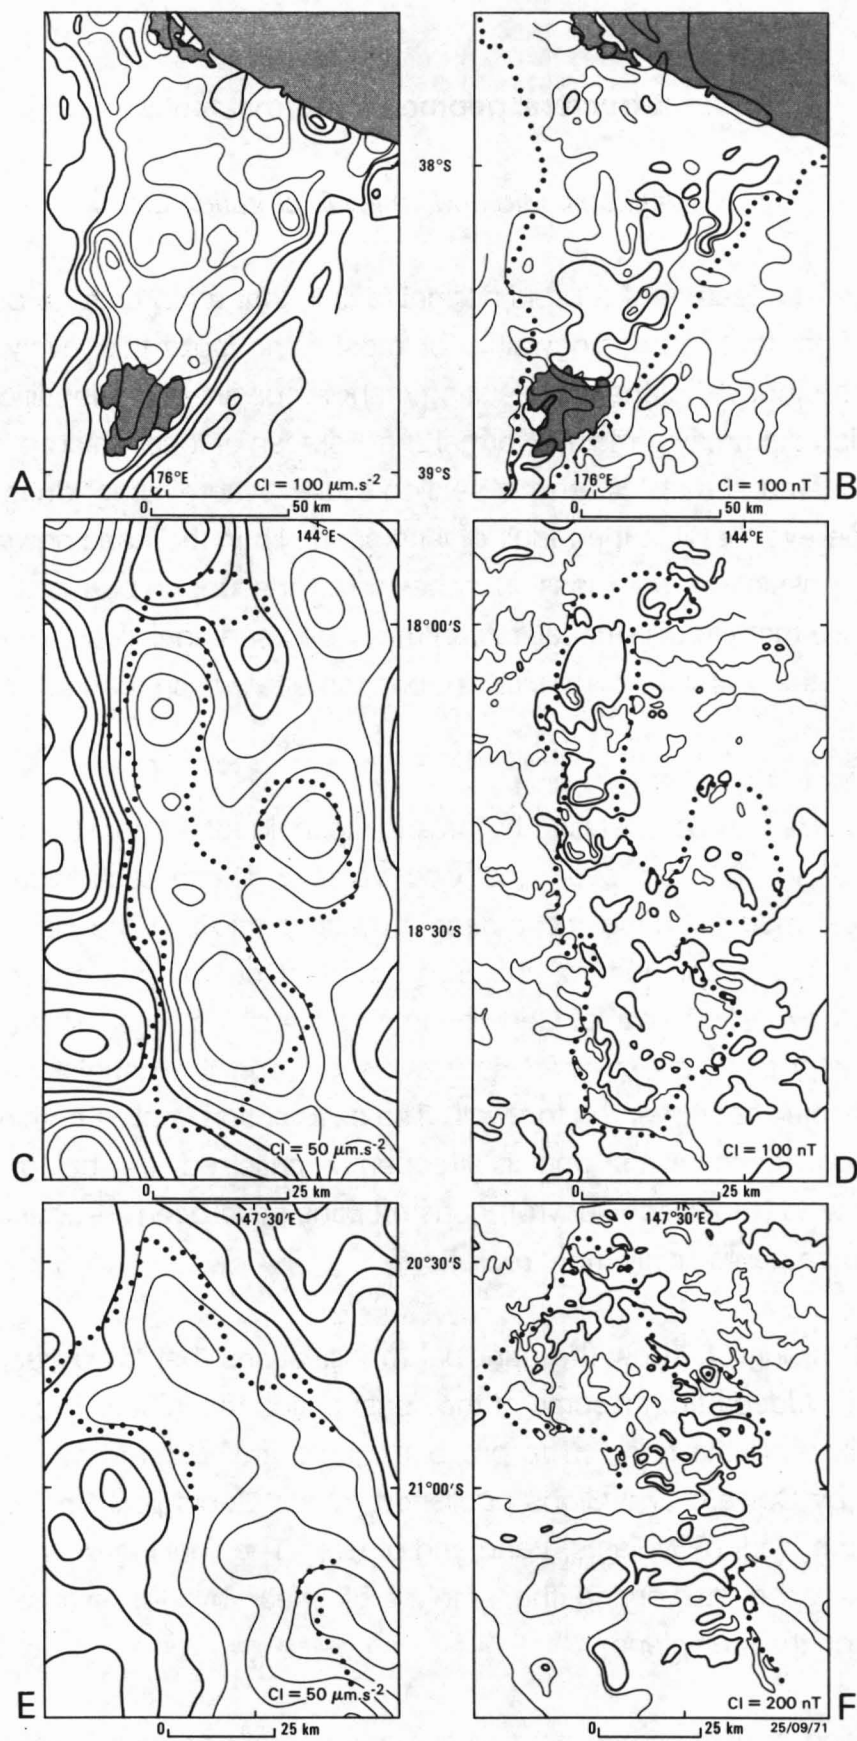 38°S
39°S
176°E
CI = 100 μm.s-2
A
0 50 km
176°E
CI = 100 nT
B
0 50 km
144°E
144°E
18°00'S
18°30'S
CI = 50 μm.s-2
C
0 25 km
CI = 100 nT
D
0 25 km
147°30'E
147°30'E
20°30'S
21°00'S
CI = 50 μm.s-2
E
0 25 km
CI = 200 nT
F
0 25 km
25/09/71